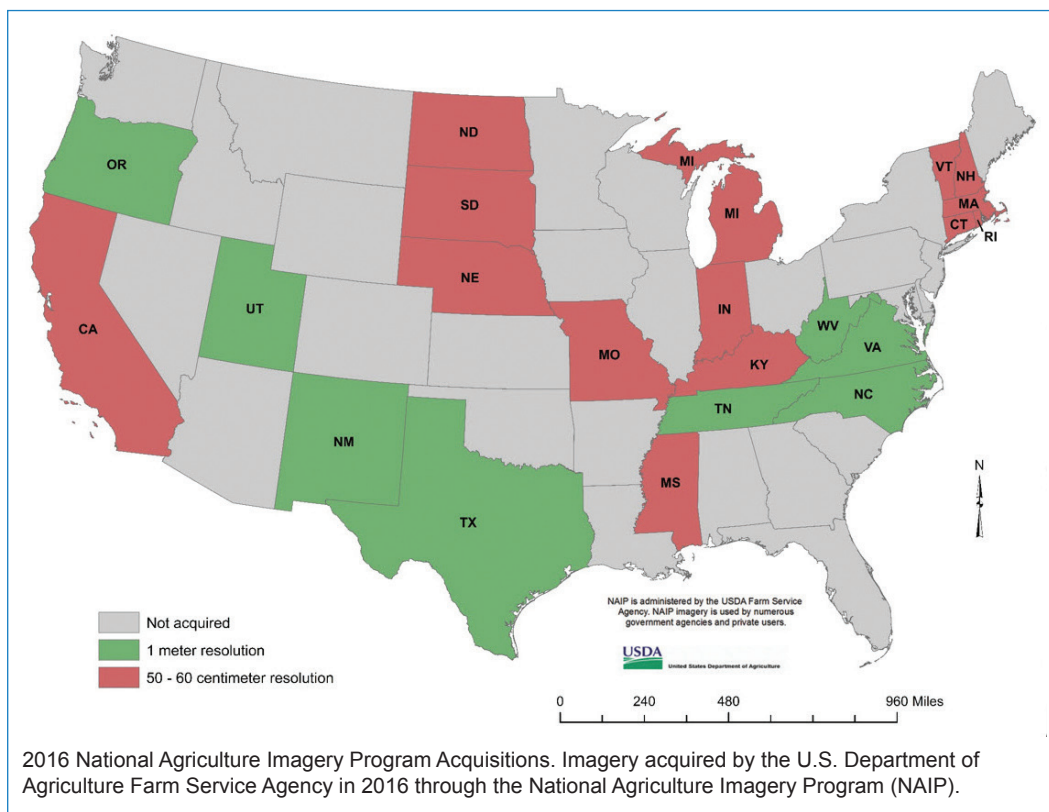 ND
OR
MI
VT
NH
SD
MI
MA
CT
RI
NE
UT
IN
CA
WV
MO
VA
KY
NC
TN
NM
MS
TX
N
Not acquired
1 meter resolution
50 - 60 centimeter resolution
NAIP is administered by the USDA Farm Service
Agency. NAIP imagery is used by numerous
government agencies and private users.
USDA
United States Department of Agriculture
0 240 480 960 Miles
2016 National Agriculture Imagery Program Acquisitions. Imagery acquired by the U.S. Department of
Agriculture Farm Service Agency in 2016 through the National Agriculture Imagery Program (NAIP).